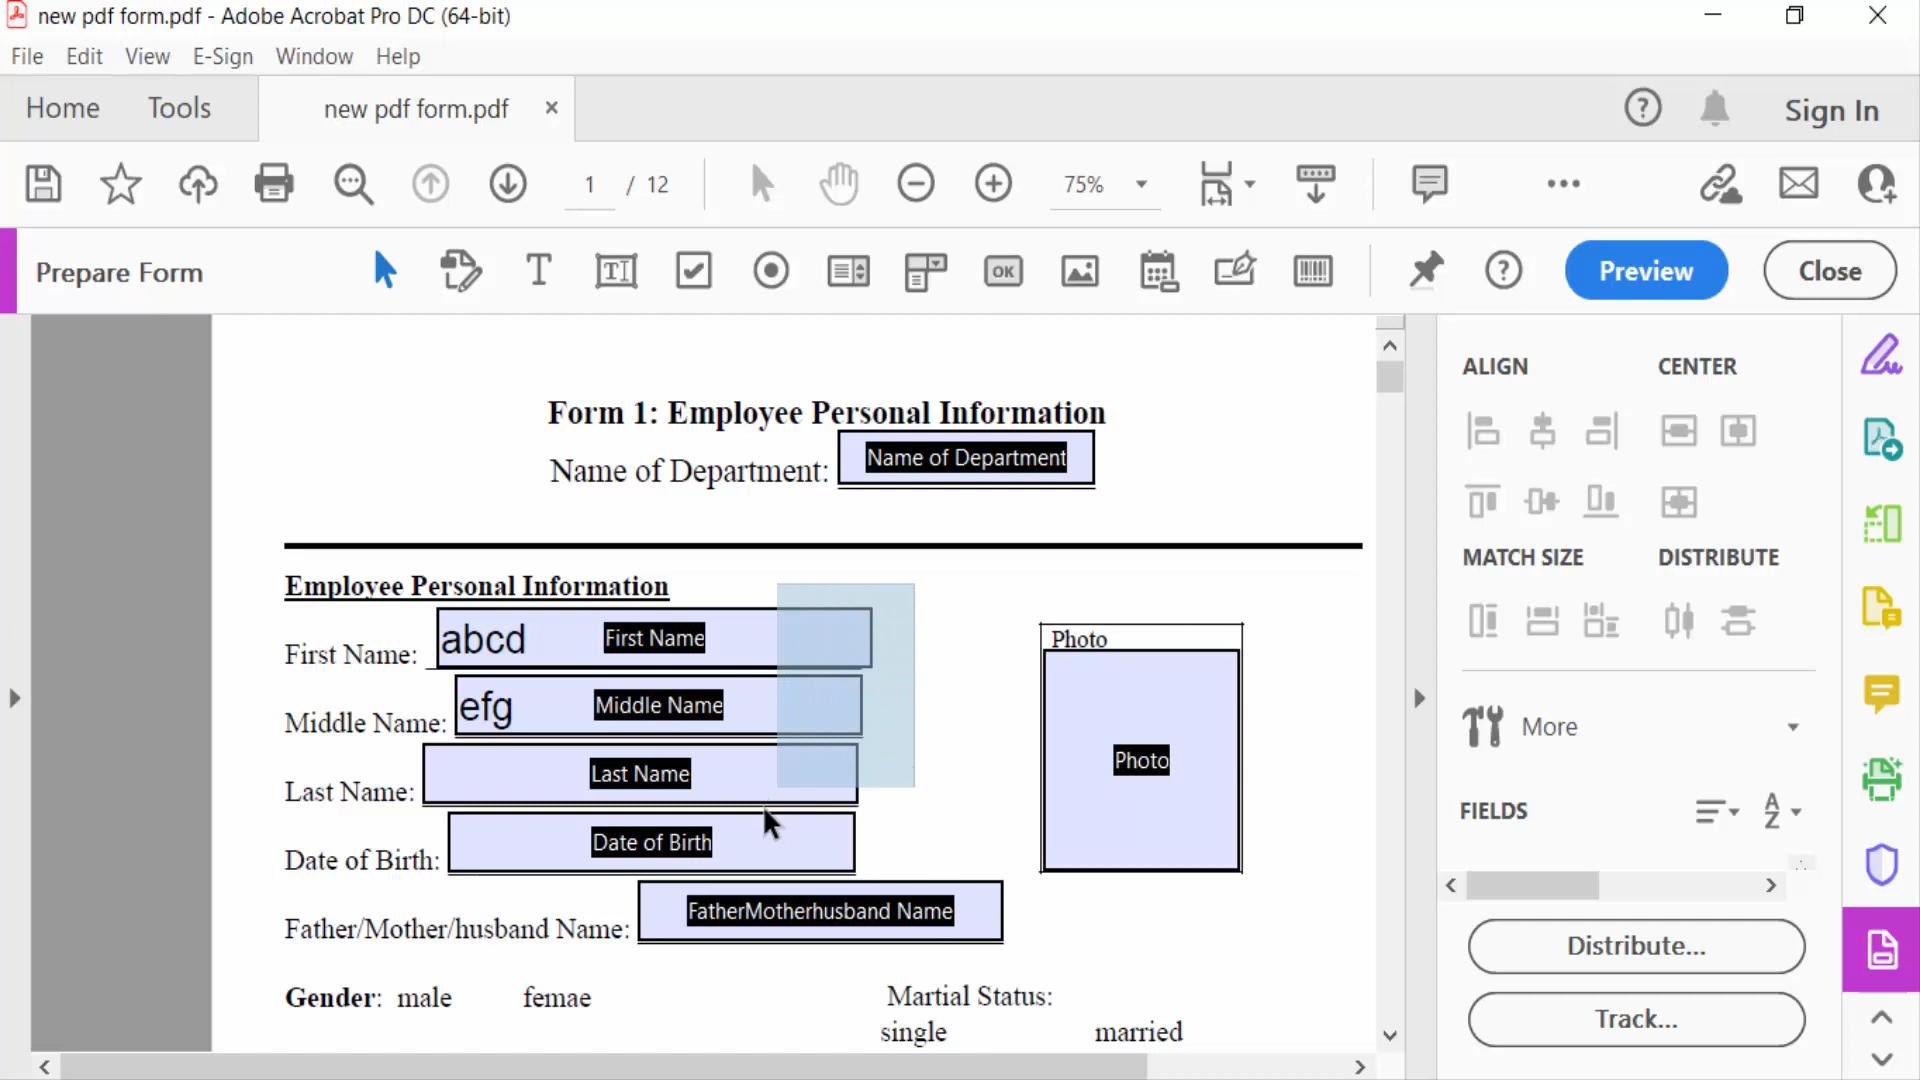 new pdf form.pdf - Adobe Acrobat Pro DC (64-bit)
File Edit View E-Sign Window Help
Home Tools new pdf form.pdf × Sign In
1 / 12 75%
Prepare Form OK Preview Close
ALIGN CENTER
Form 1: Employee Personal Information
Name of Department: Name of Department
MATCH SIZE DISTRIBUTE
Employee Personal Information
First Name: abcd First Name
Photo
Middle Name: efg Middle Name
More
Last Name: Last Name
Photo
FIELDS
Date of Birth: Date of Birth
Father/Mother/husband Name: FatherMotherhusband Name
Distribute...
Gender: male femae Martial Status:
single married
Track...